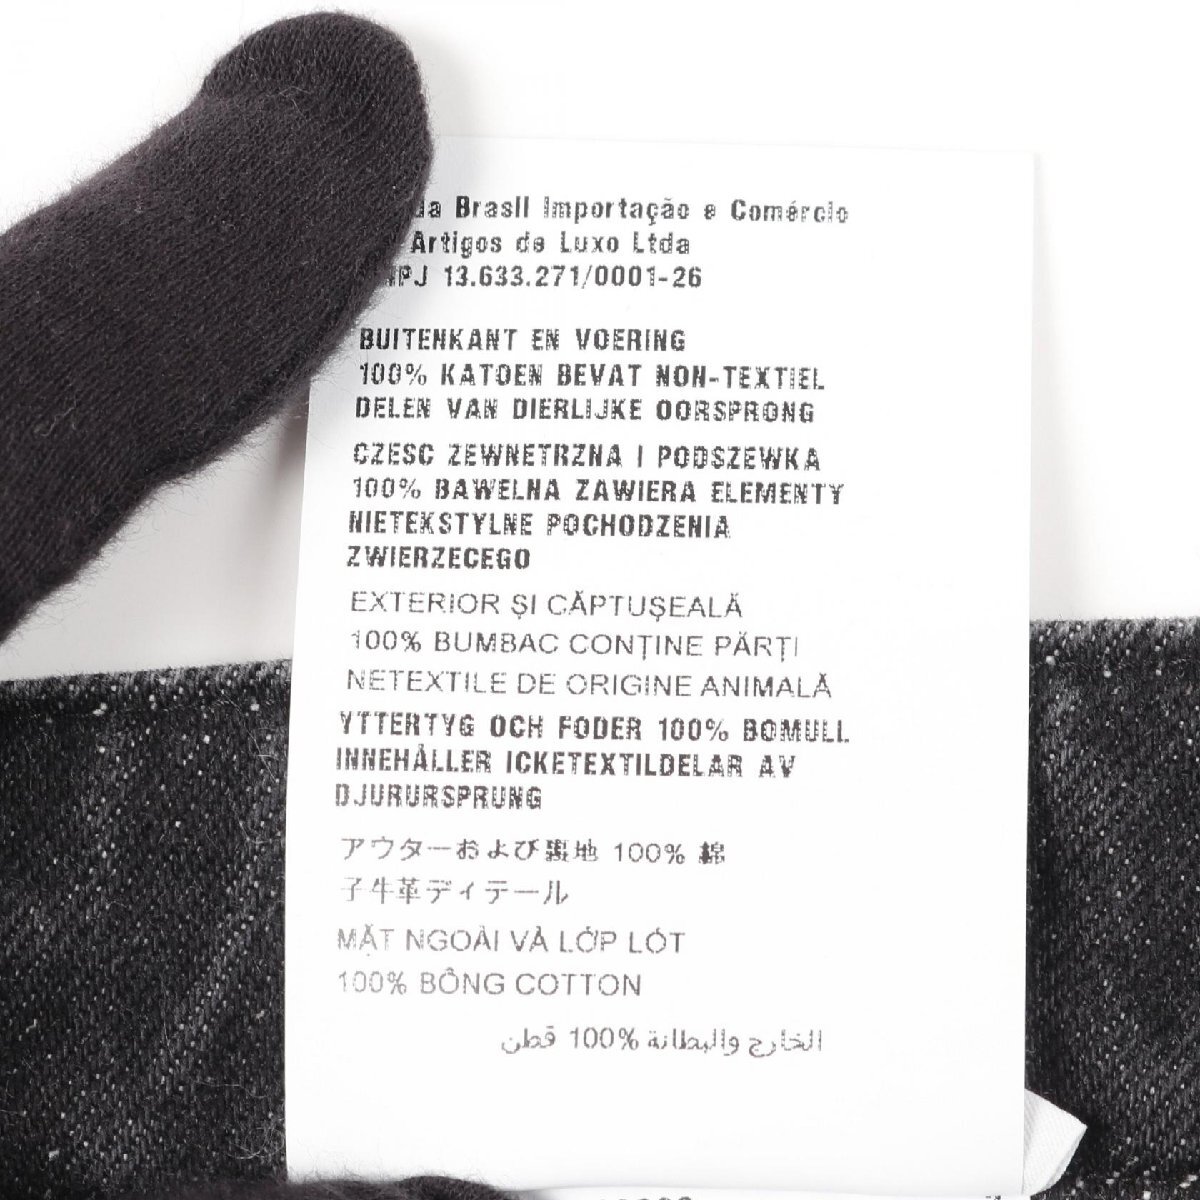 Brasil Importação e Comércio
Artigos de Luxo Ltda
13.633.271/0001-26
BUITENKANT EN VOERING
100% KATOEN BEVAT NON-TEXTIEL
DELEN VAN DIERLIJKE OORSPRONG
CZESC ZEWNETRZNA I PODSZEWKA
100% BAWELNA ZAWIERA ELEMENTY
NIETEKSTYLNE POCHODZENIA
ZWIERZECEGO
EXTERIOR ȘI CĂPTUȘEALĂ
100% BUMBAC CONȚINE PĂRȚI
NETEXTILE DE ORIGINE ANIMALĂ
YTTERTYG OCH FODER 100% BOMULL
INNEHÅLLER ICKETEXTILDELAR AV
DJURURSPRUNG
アウターおよび裏地 100% 綿
子牛革ディテール
MẶT NGOÀI VÀ LỚP LÓT
100% BÔNG COTTON
الخارج والبطانة 100% قطن